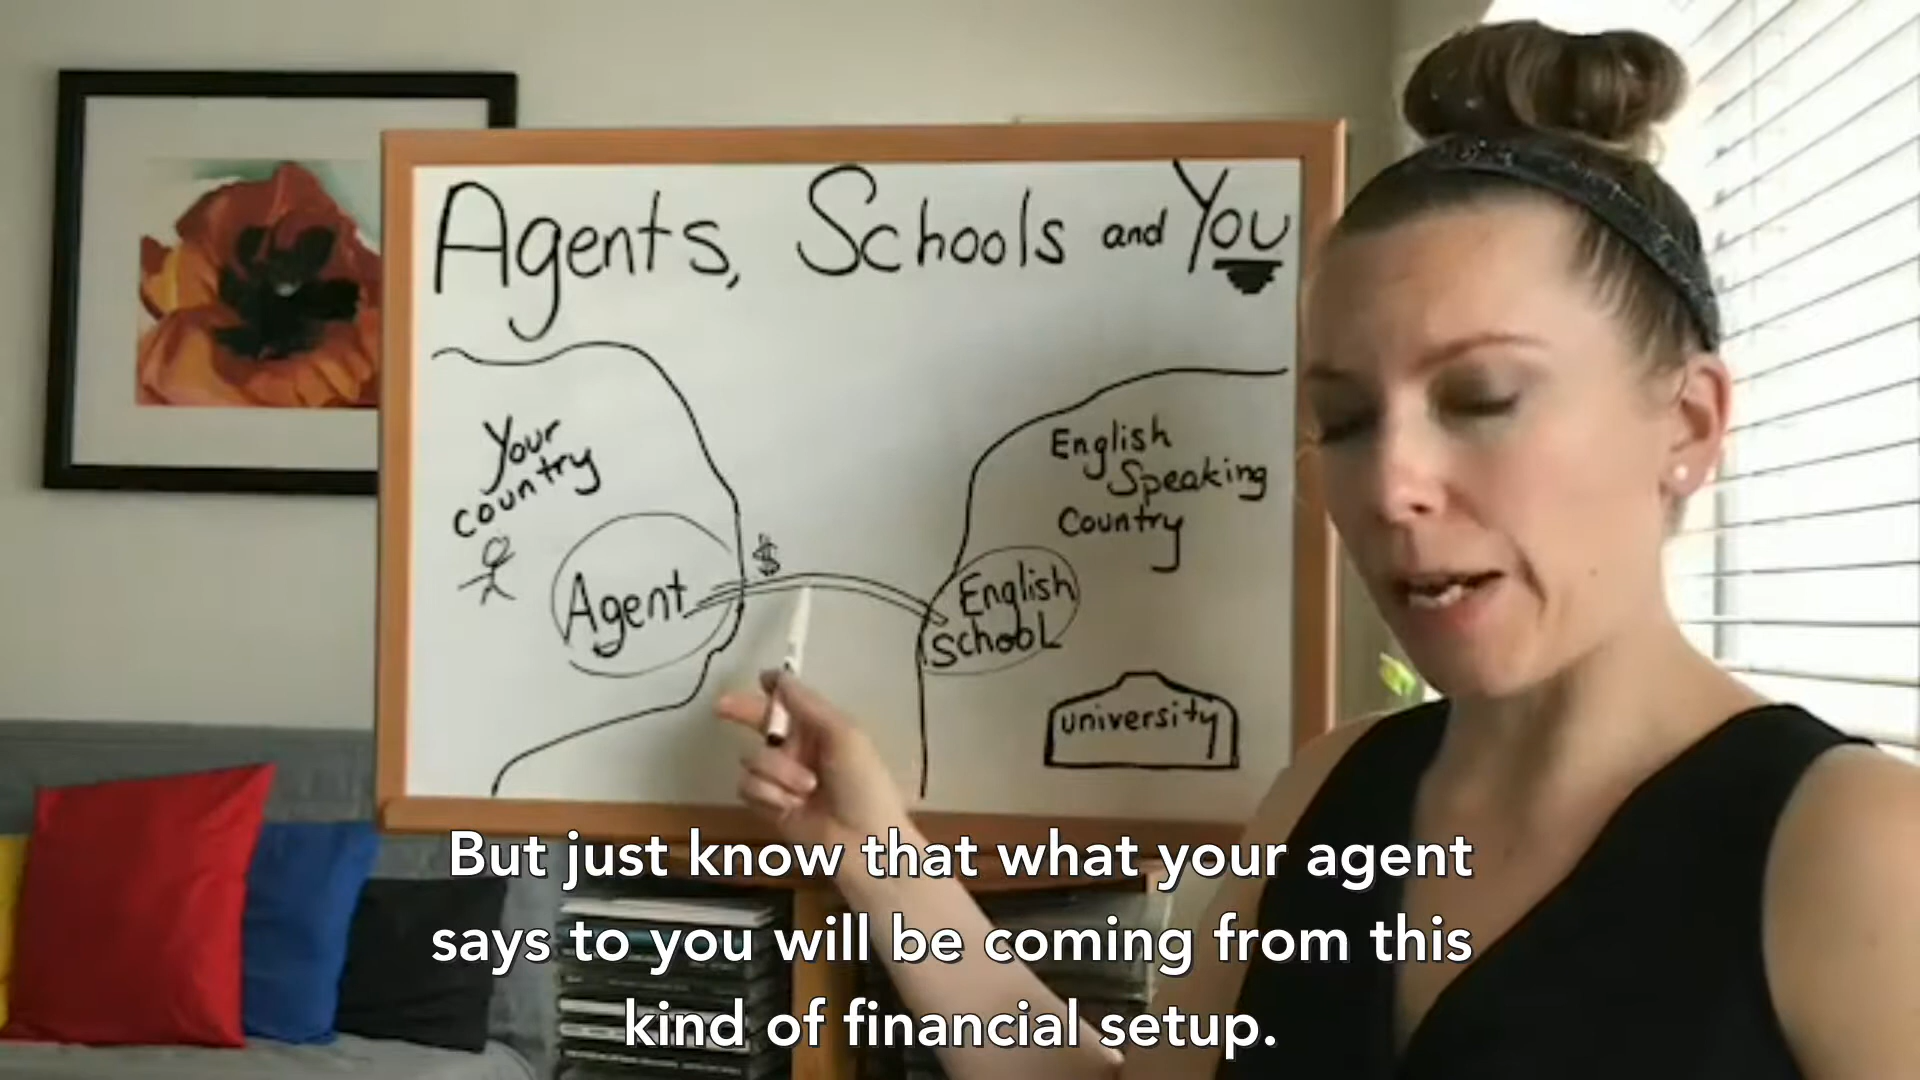 Agents, Schools and YOU
Your
country
English
Speaking
Country
$
Agent
English
SchooL
university
But just know that what your agent
says to you will be coming from this
kind of financial setup.